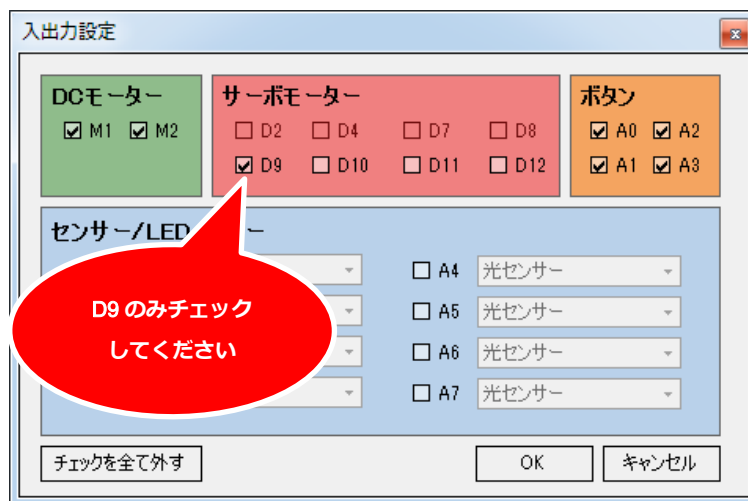 入出力設定
DCモーター
M1 M2
サーボモーター
D2 D4 D7 D8
D9 D10 D11 D12
ボタン
A0 A2
A1 A3
センサー/LED
D9のみチェック
してください
A4 光センサー
A5 光センサー
A6 光センサー
A7 光センサー
チェックを全て外す
OK
キャンセル